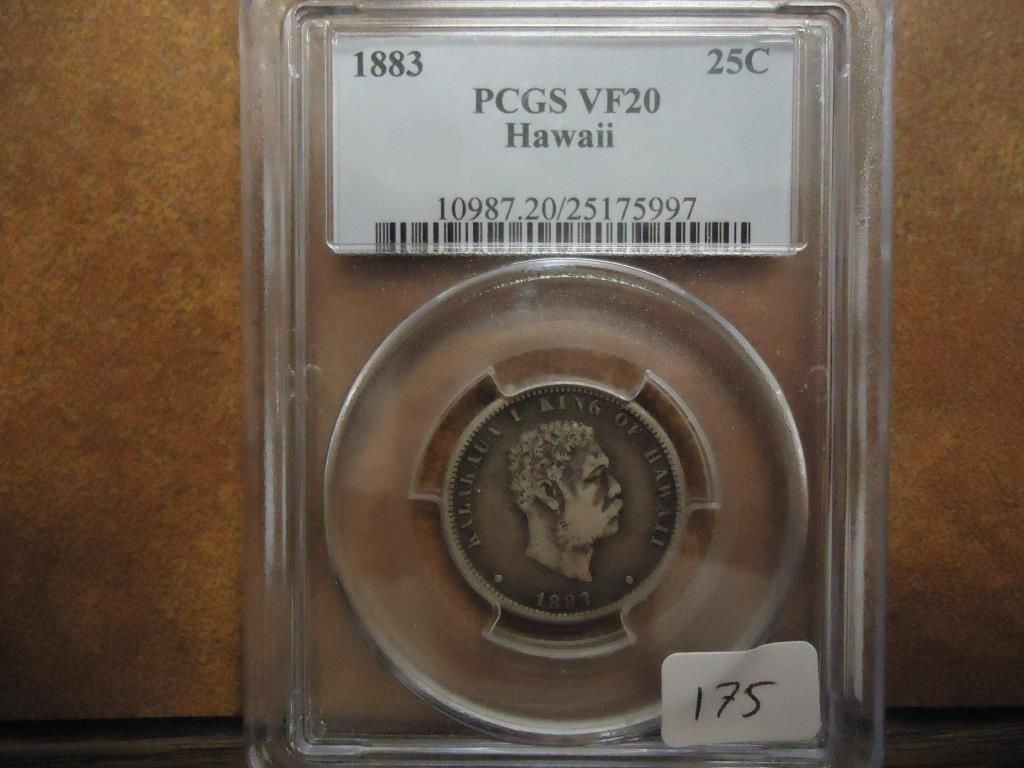 1883 25C
PCGS VF20
Hawaii
10987.20/25175997
KALAKAUA I KING OF HAWAII
1883
175